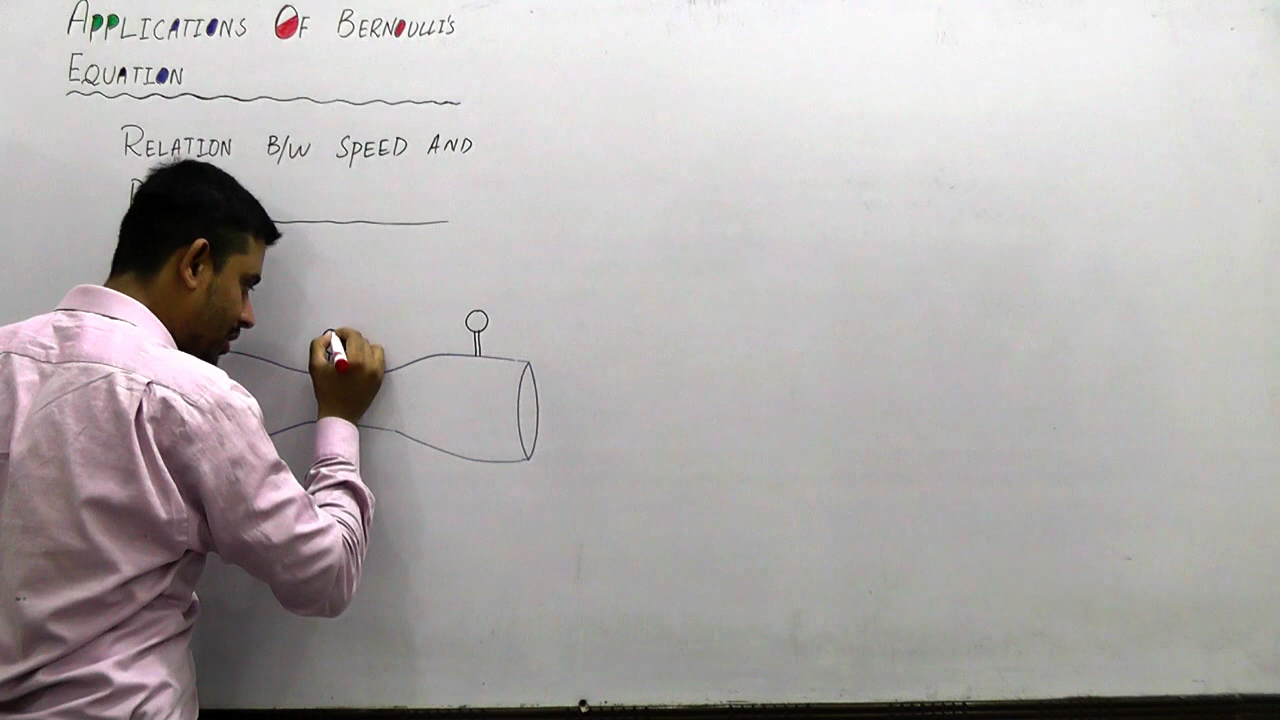 APPLICATIONS OF BERNOULLI'S
EQUATION
RELATION B/W SPEED AND